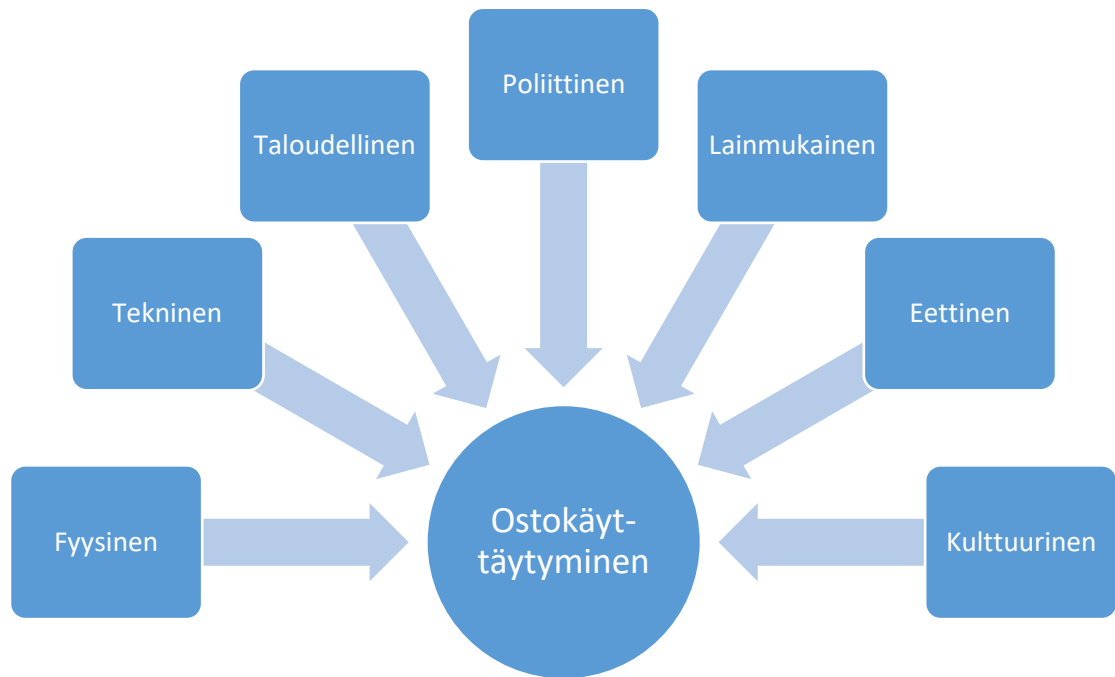 Poliittinen
Taloudellinen
Lainmukainen
Tekninen
Eettinen
Fyysinen
Ostokäyt-
täytyminen
Kulttuurinen